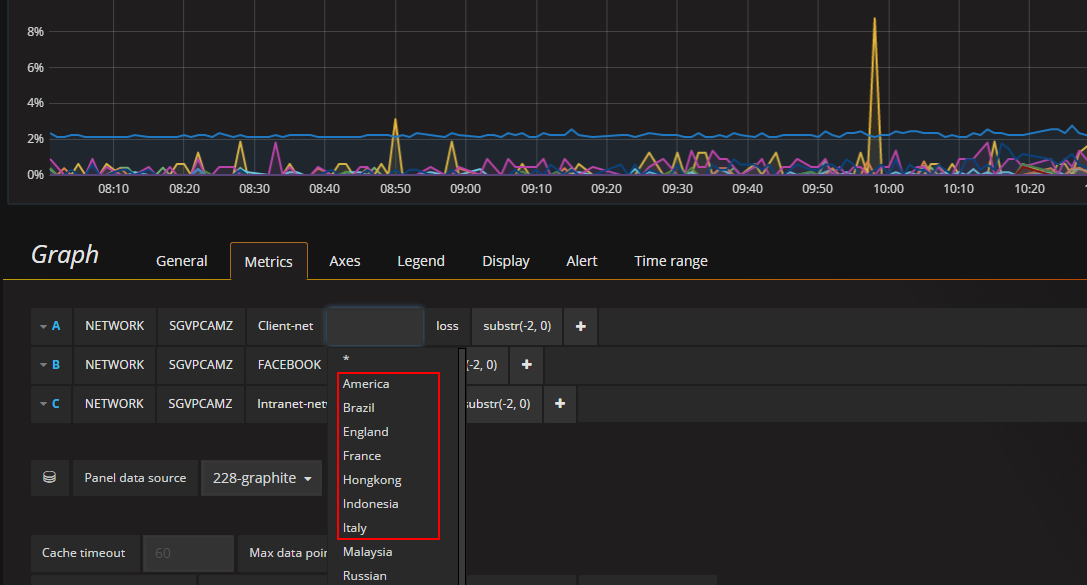 8%
6%
4%
2%
0%
08:10 08:20 08:30 08:40 08:50 09:00 09:10 09:20 09:30 09:40 09:50 10:00 10:10 10:20
Graph General Metrics Axes Legend Display Alert Time range
A NETWORK SGVPCAMZ Client-net loss substr(-2, 0) +
B NETWORK SGVPCAMZ FACEBOOK (-2, 0) +
C NETWORK SGVPCAMZ Intranet-net substr(-2, 0) +
*
America
Brazil
England
France
Hongkong
Indonesia
Italy
Malaysia
Russian
Panel data source 228-graphite
Cache timeout 60 Max data poin